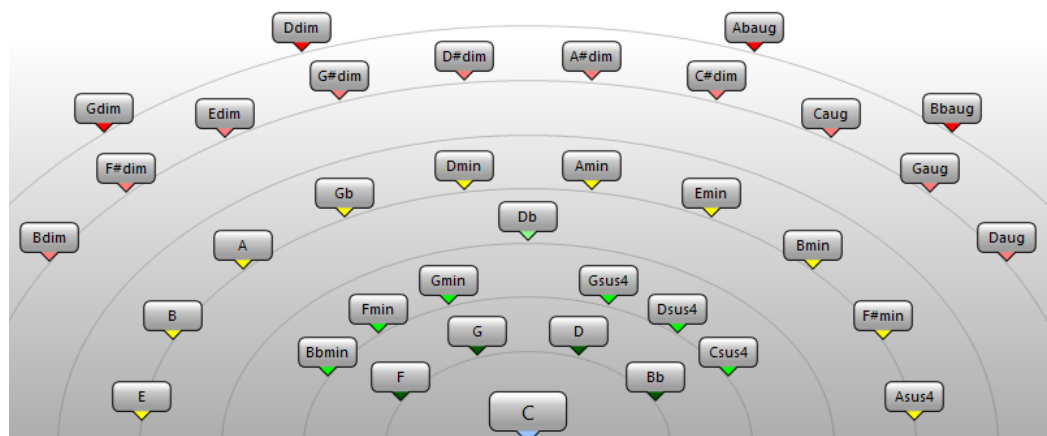 Ddim
Abaug
D#dim
A#dim
G#dim
C#dim
Gdim
Edim
Caug
Bbaug
F#dim
Dmin
Amin
Gaug
Gb
Emin
Db
Bdim
A
Bmin
Daug
Gmin
Gsus4
Fmin
Dsus4
B
F#min
G
D
Bbmin
Csus4
F
Bb
E
Asus4
C